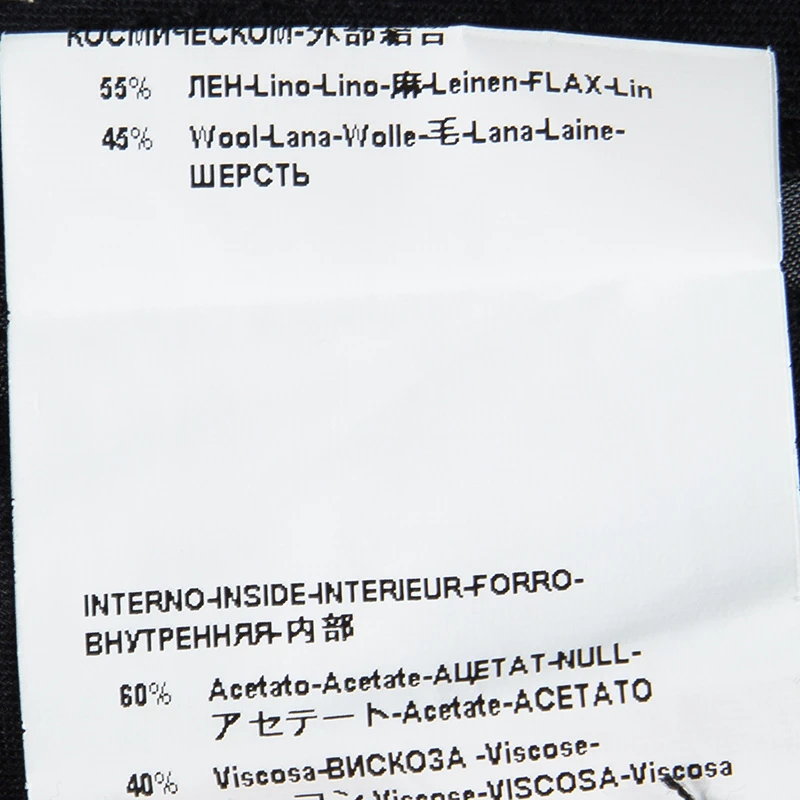 КОСМИЧЕСКОМ-外部結合
55% ЛЕН-Lino-Lino-麻-Leinen-FLAX-Lin
45% Wool-Lana-Wolle-毛-Lana-Laine-
ШЕРСТЬ
INTERNO-INSIDE-INTERIEUR-FORRO-
ВНУТРЕННЯЯ-内部
60% Acetato-Acetate-АЦЕТАТ-NULL-
アセテート-Acetate-ACETATO
40% Viscosa-ВИСКОЗА -Viscose-
Viscose-VISCOSA-Viscosa